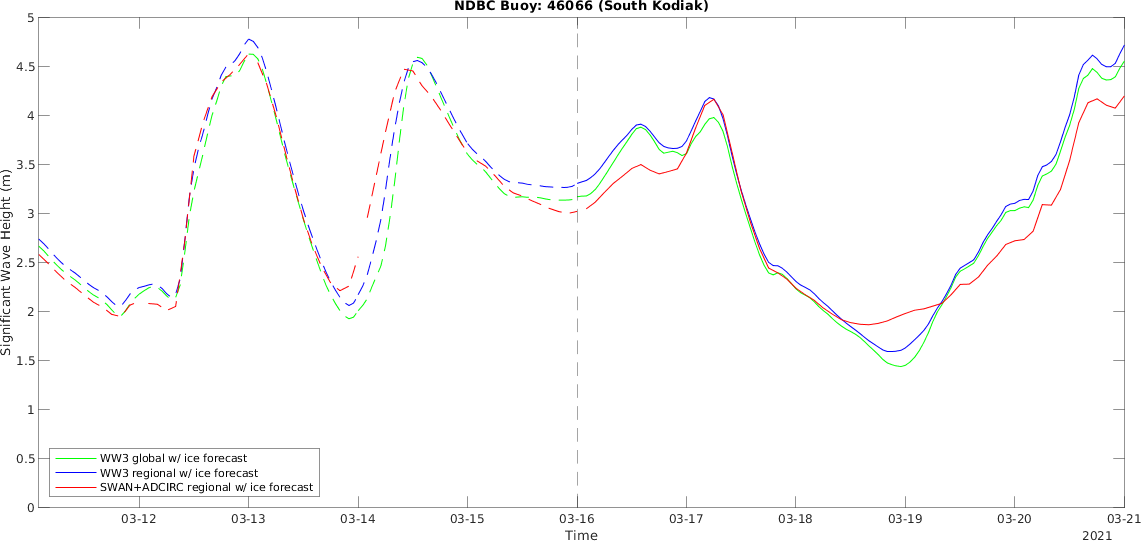 NDBC Buoy: 46066 (South Kodiak)
5
4.5
4
3.5
3
2.5
2
1.5
1
0.5
0
Significant Wave Height (m)
WW3 global w/ ice forecast
WW3 regional w/ ice forecast
SWAN+ADCIRC regional w/ ice forecast
03-12 03-13 03-14 03-15 03-16 03-17 03-18 03-19 03-20 03-21
Time
2021